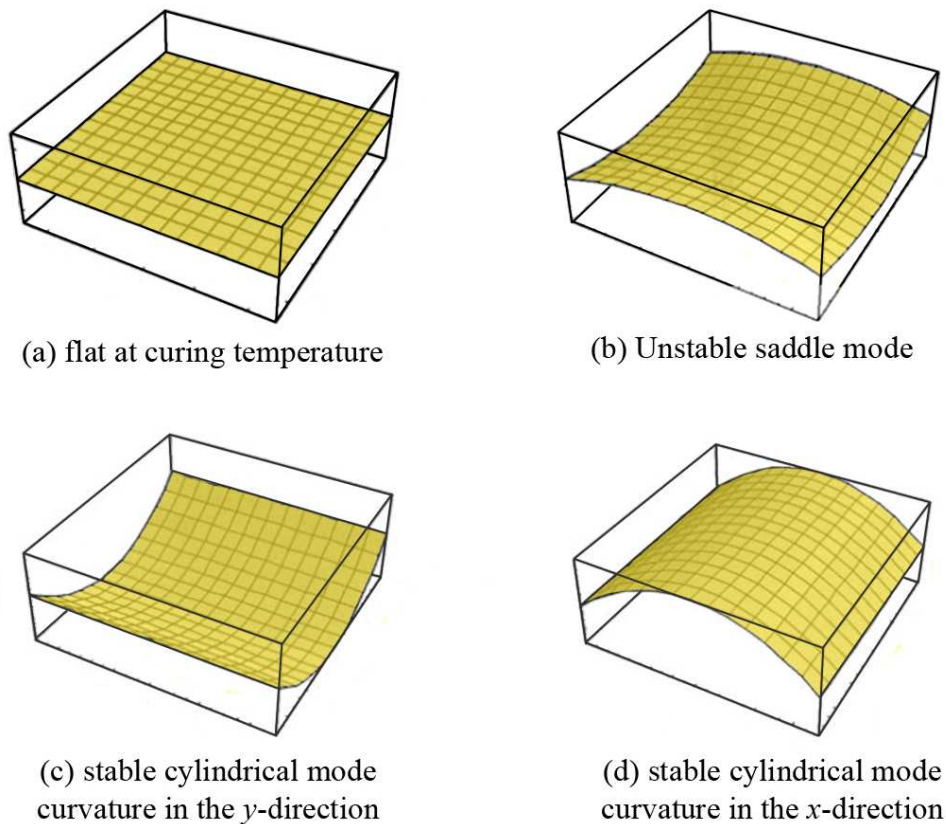 (a) flat at curing temperature
(b) Unstable saddle mode
(c) stable cylindrical mode
curvature in the y-direction
(d) stable cylindrical mode
curvature in the x-direction